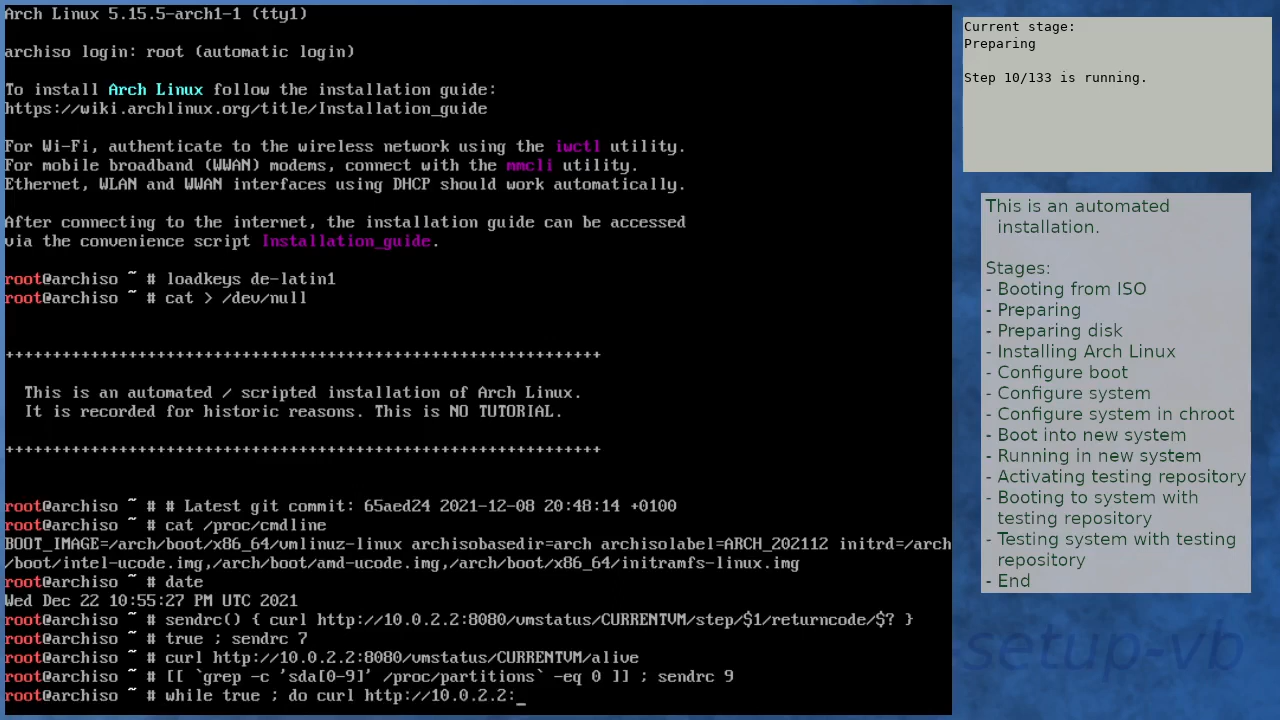 Arch Linux 5.15.5-arch1-1 (tty1)
archiso login: root (automatic login)
To install Arch Linux follow the installation guide:
https://wiki.archlinux.org/title/Installation_guide
For Wi-Fi, authenticate to the wireless network using the iwctl utility.
For mobile broadband (WWAN) modems, connect with the mmcli utility.
Ethernet, WLAN and WWAN interfaces using DHCP should work automatically.
After connecting to the internet, the installation guide can be accessed
via the convenience script Installation_guide.
root@archiso ~ # loadkeys de-latin1
root@archiso ~ # cat > /dev/null
+++++++++++++++++++++++++++++++++++++++++++++++++++++++++++++++
This is an automated / scripted installation of Arch Linux.
It is recorded for historic reasons. This is NO TUTORIAL.
+++++++++++++++++++++++++++++++++++++++++++++++++++++++++++++++
root@archiso ~ # # Latest git commit: 65aed24 2021-12-08 20:48:14 +0100
root@archiso ~ # cat /proc/cmdline
BOOT_IMAGE=/arch/boot/x86_64/vmlinuz-linux archisobasedir=arch archisolabel=ARCH_202112 initrd=/arch
/boot/intel-ucode.img,/arch/boot/amd-ucode.img,/arch/boot/x86_64/initramfs-linux.img
root@archiso ~ # date
Wed Dec 22 10:55:27 PM UTC 2021
root@archiso ~ # sendrc() { curl http://10.0.2.2:8080/vmstatus/CURRENTVM/step/$1/returncode/$? }
root@archiso ~ # true ; sendrc 7
root@archiso ~ # curl http://10.0.2.2:8080/vmstatus/CURRENTVM/alive
root@archiso ~ # [[ `grep -c 'sda[0-9]' /proc/partitions` -eq 0 ]] ; sendrc 9
root@archiso ~ # while true ; do curl http://10.0.2.2:_
Current stage:
Preparing
Step 10/133 is running.
This is an automated
installation.
Stages:
- Booting from ISO
- Preparing
- Preparing disk
- Installing Arch Linux
- Configure boot
- Configure system
- Configure system in chroot
- Boot into new system
- Running in new system
- Activating testing repository
- Booting to system with
testing repository
- Testing system with testing
repository
- End
setup-vb